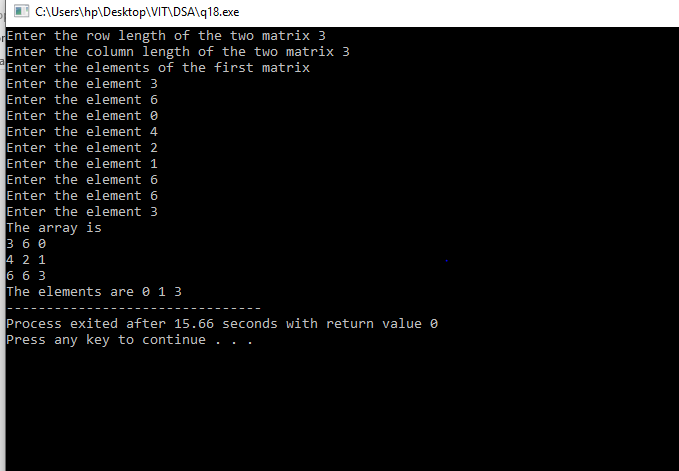 C:\Users\hp\Desktop\VIT\DSA\q18.exe
Enter the row length of the two matrix 3
Enter the column length of the two matrix 3
Enter the elements of the first matrix
Enter the element 3
Enter the element 6
Enter the element 0
Enter the element 4
Enter the element 2
Enter the element 1
Enter the element 6
Enter the element 6
Enter the element 3
The array is
3 6 0
4 2 1
6 6 3
The elements are 0 1 3
--------------------------------
Process exited after 15.66 seconds with return value 0
Press any key to continue . . .